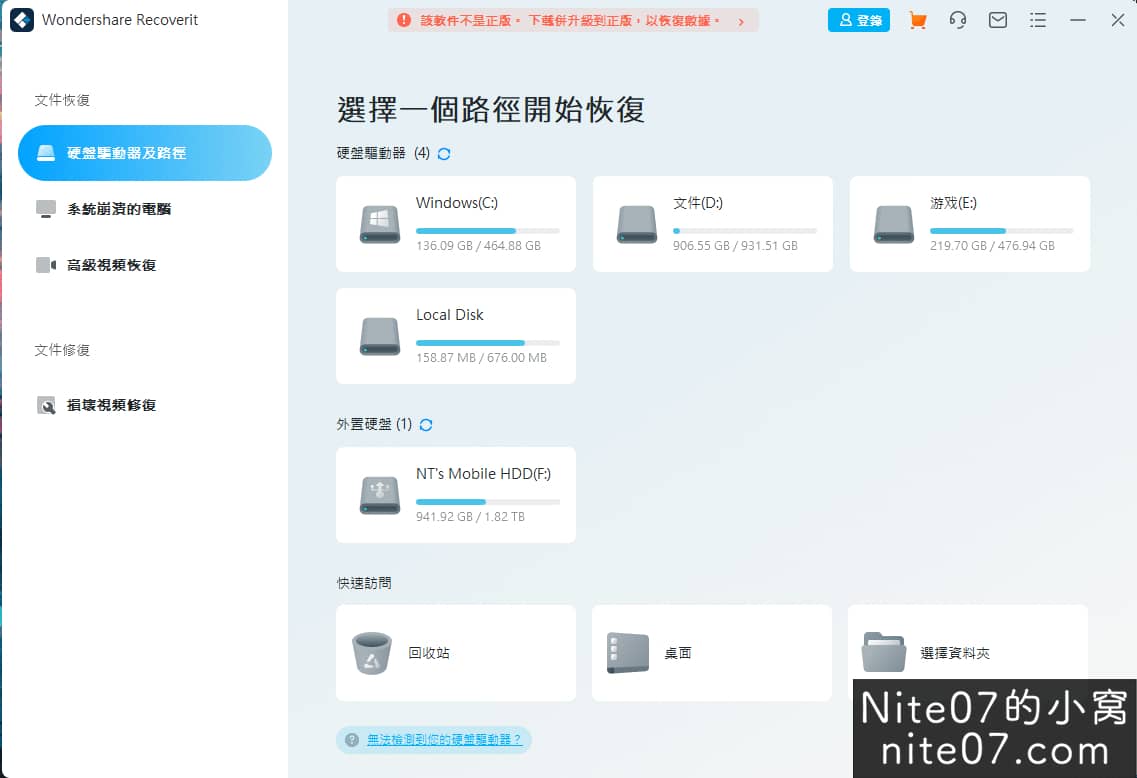 Wondershare Recoverit
該軟件不是正版。 下載併升級到正版，以恢復數據。
登錄
文件恢復
硬盤驅動器及路徑
系統崩潰的電腦
高級視頻恢復
文件修復
損壞視頻修復
選擇一個路徑開始恢復
硬盤驅動器 (4)
Windows(C:)
136.09 GB / 464.88 GB
文件(D:)
906.55 GB / 931.51 GB
游戏(E:)
219.70 GB / 476.94 GB
Local Disk
158.87 MB / 676.00 MB
外置硬盤 (1)
NT's Mobile HDD(F:)
941.92 GB / 1.82 TB
快速訪問
回收站
桌面
選擇資料夾
無法檢測到您的硬盤驅動器？
Nite07的小窝
nite07.com